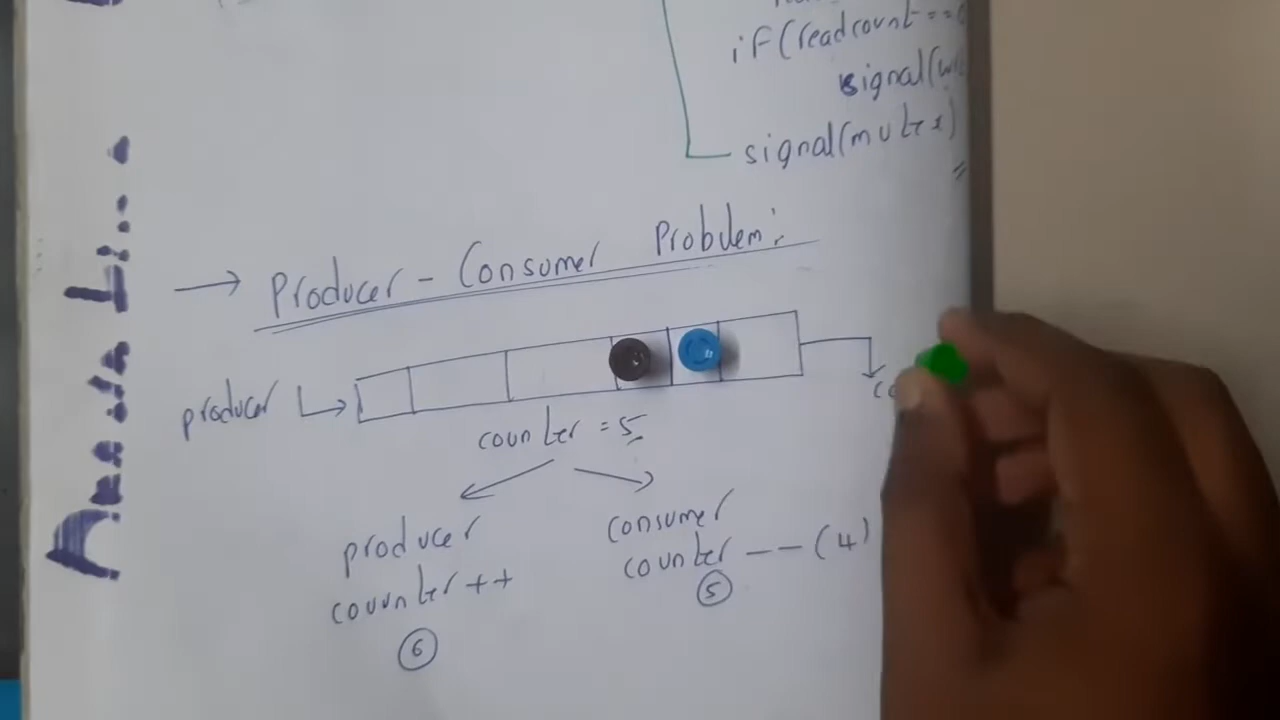 if(readcount ==
signal(
signal(mutex)
→ Producer - Consumer Problem:
producer
counter = 5
producer
counter++
6
consumer
counter -- (4)
5